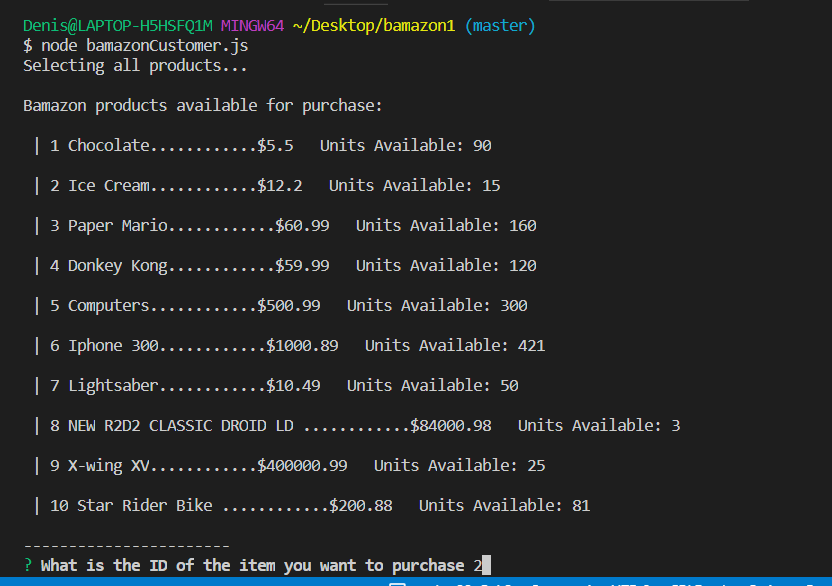 Denis@LAPTOP-H5HSFQ1M MINGW64 ~/Desktop/bamazon1 (master)
$ node bamazonCustomer.js
Selecting all products...
Bamazon products available for purchase:
| 1 Chocolate............$5.5   Units Available: 90
| 2 Ice Cream............$12.2   Units Available: 15
| 3 Paper Mario............$60.99   Units Available: 160
| 4 Donkey Kong............$59.99   Units Available: 120
| 5 Computers............$500.99   Units Available: 300
| 6 Iphone 300............$1000.89   Units Available: 421
| 7 Lightsaber............$10.49   Units Available: 50
| 8 NEW R2D2 CLASSIC DROID LD ............$84000.98   Units Available: 3
| 9 X-wing XV............$400000.99   Units Available: 25
| 10 Star Rider Bike ............$200.88   Units Available: 81
-----------------------
? What is the ID of the item you want to purchase 2